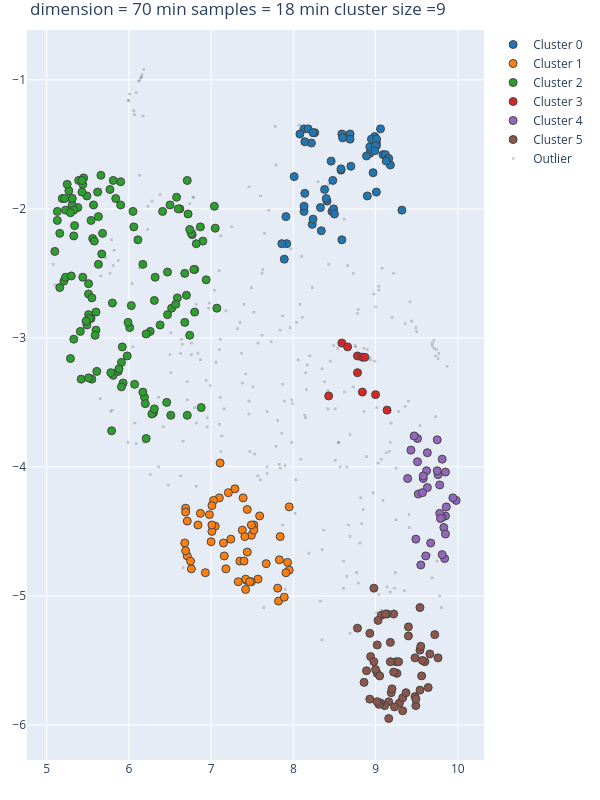 dimension = 70 min samples = 18 min cluster size =9
Cluster 0
Cluster 1
Cluster 2
Cluster 3
Cluster 4
Cluster 5
Outlier
−1
−2
−3
−4
−5
−6
5 6 7 8 9 10